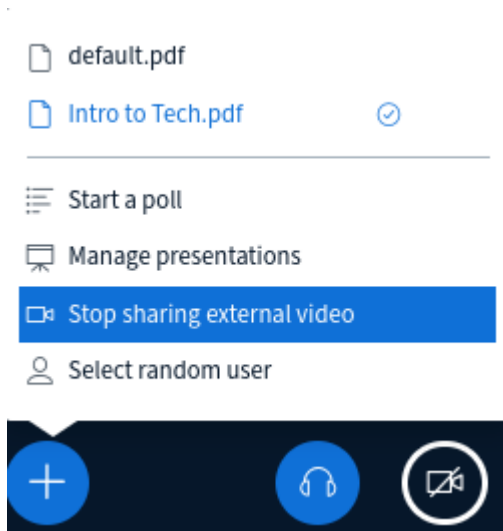 default.pdf
Intro to Tech.pdf
Start a poll
Manage presentations
Stop sharing external video
Select random user